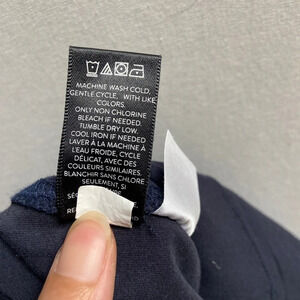 MACHINE WASH COLD,
GENTLE CYCLE, WITH LIKE
COLORS.
ONLY NON CHLORINE
BLEACH IF NEEDED.
TUMBLE DRY LOW.
COLD IRON IF NEEDED
LAVER À LA MACHINE À
L'EAU FROIDE, CYCLE
DÉLICAT, AVEC DES
COULEURS SIMILAIRES.
BLANCHIR SANS CHLORE
SEULEMENT, SI